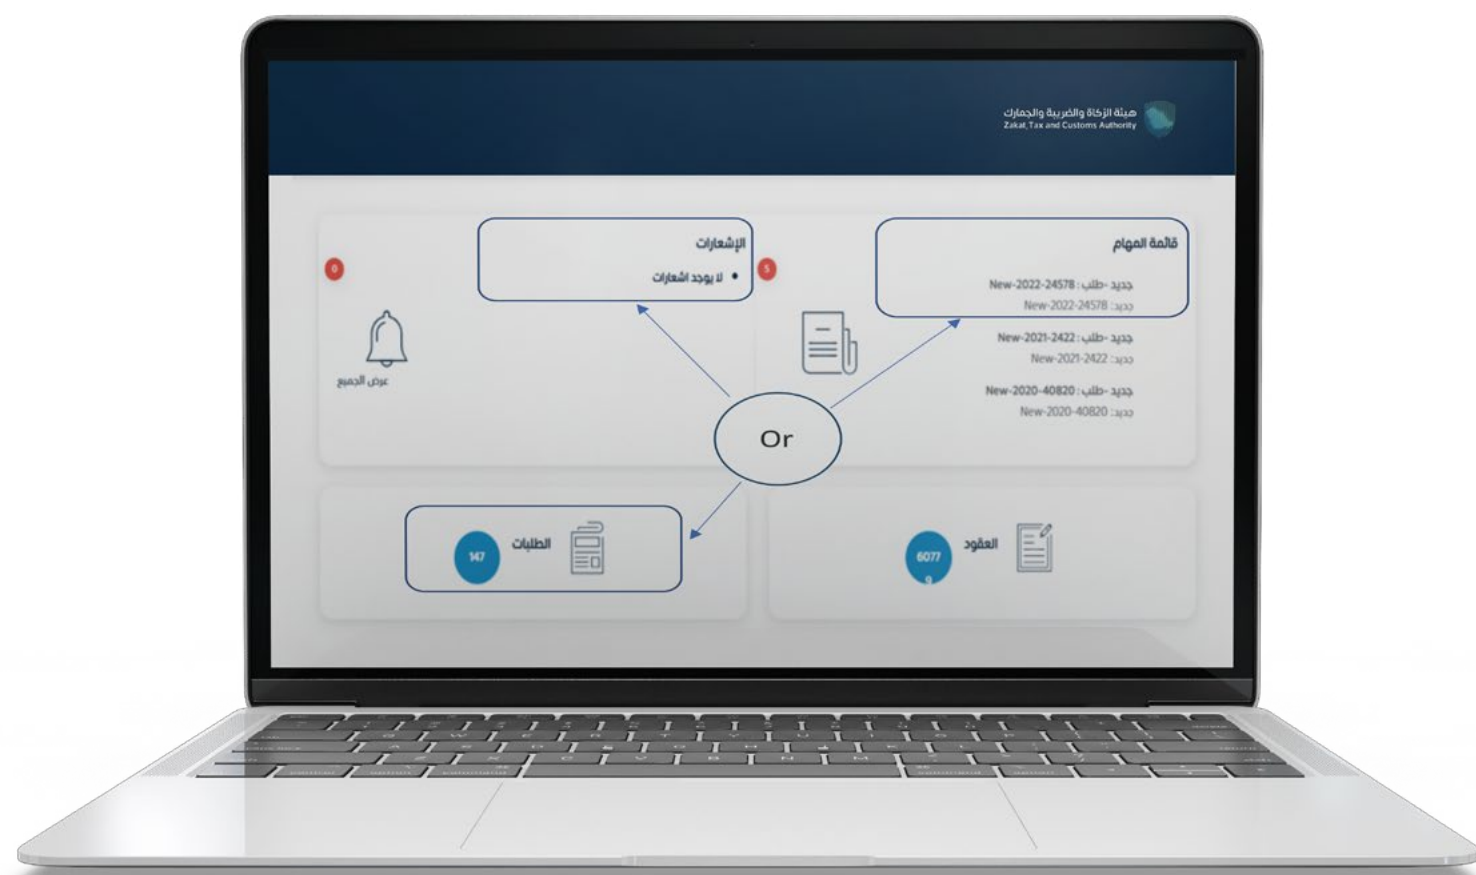 هيئة الزكاة والضريبة والجمارك
Zakat, Tax and Customs Authority
قائمة المهام
5
جديد -طلب : New-2022-24578
جديد: New-2022-24578
جديد -طلب : New-2021-2422
جديد: New-2021-2422
جديد -طلب : New-2020-40820
جديد: New-2020-40820
الإشعارات
0
• لا يوجد اشعارات
عرض الجميع
Or
العقود
6077
9
الطلبات
147